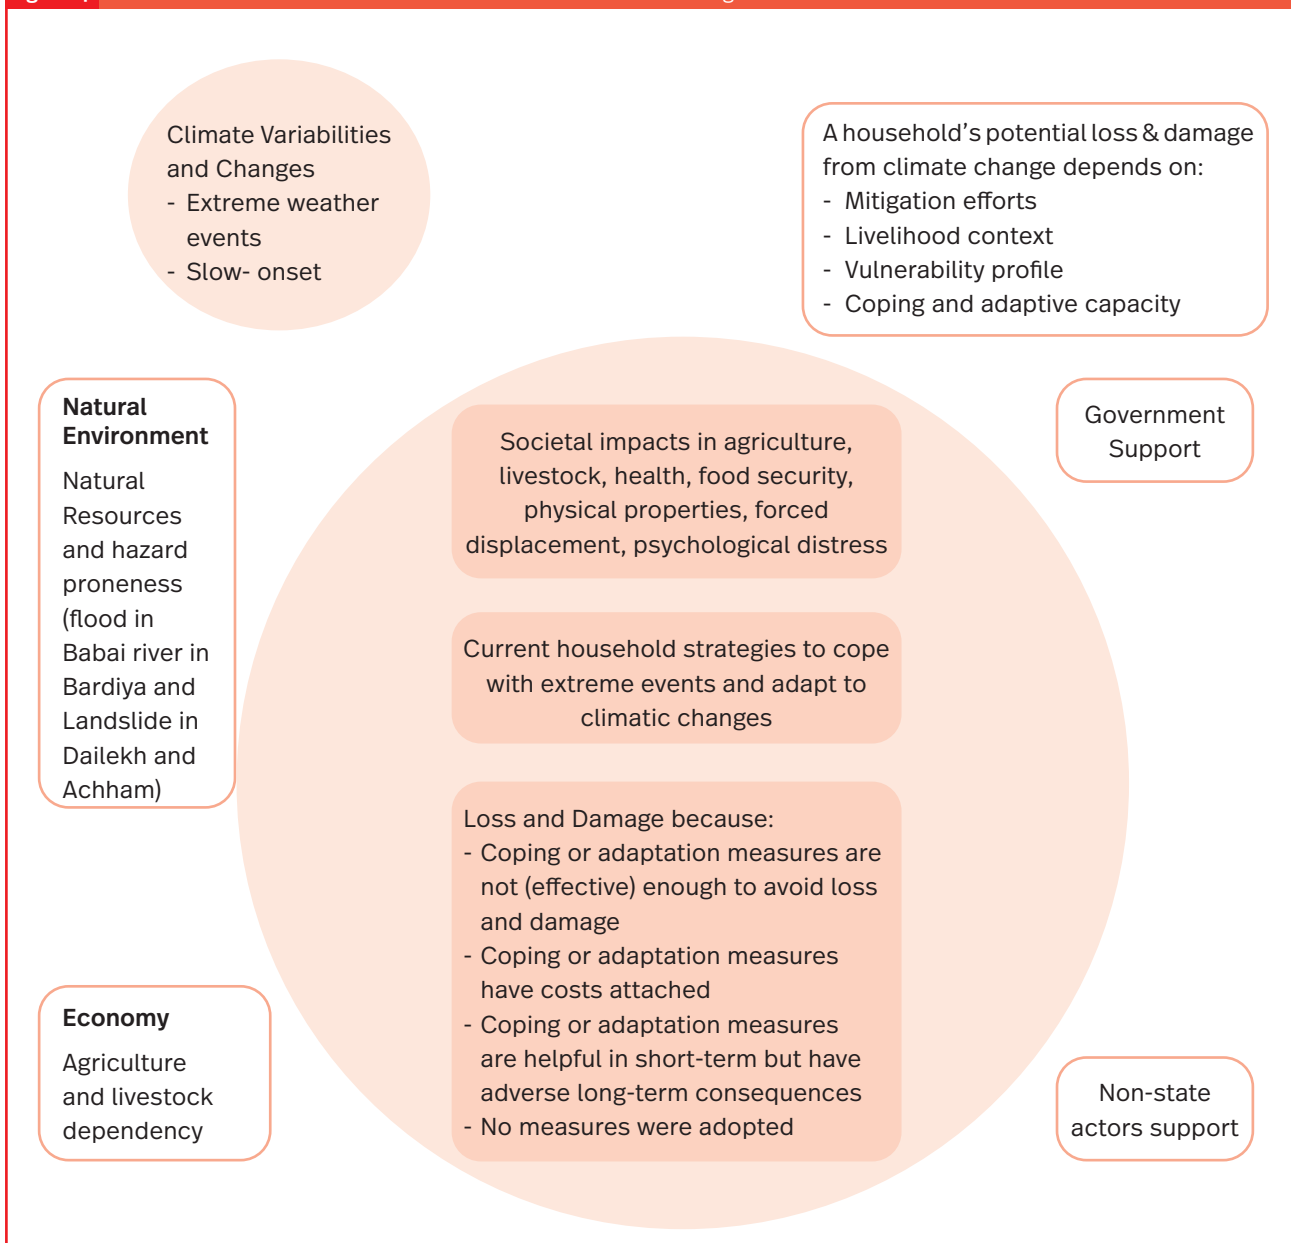 Climate Variabilities
and Changes
- Extreme weather
events
- Slow- onset
A household’s potential loss & damage
from climate change depends on:
- Mitigation efforts
- Livelihood context
- Vulnerability profile
- Coping and adaptive capacity
Natural
Environment
Natural
Resources
and hazard
proneness
(flood in
Babai river in
Bardiya and
Landslide in
Dailekh and
Achham)
Government
Support
Societal impacts in agriculture,
livestock, health, food security,
physical properties, forced
displacement, psychological distress
Current household strategies to cope
with extreme events and adapt to
climatic changes
Loss and Damage because:
- Coping or adaptation measures are
not (effective) enough to avoid loss
and damage
- Coping or adaptation measures
have costs attached
- Coping or adaptation measures
are helpful in short-term but have
adverse long-term consequences
- No measures were adopted
Economy
Agriculture
and livestock
dependency
Non-state
actors support